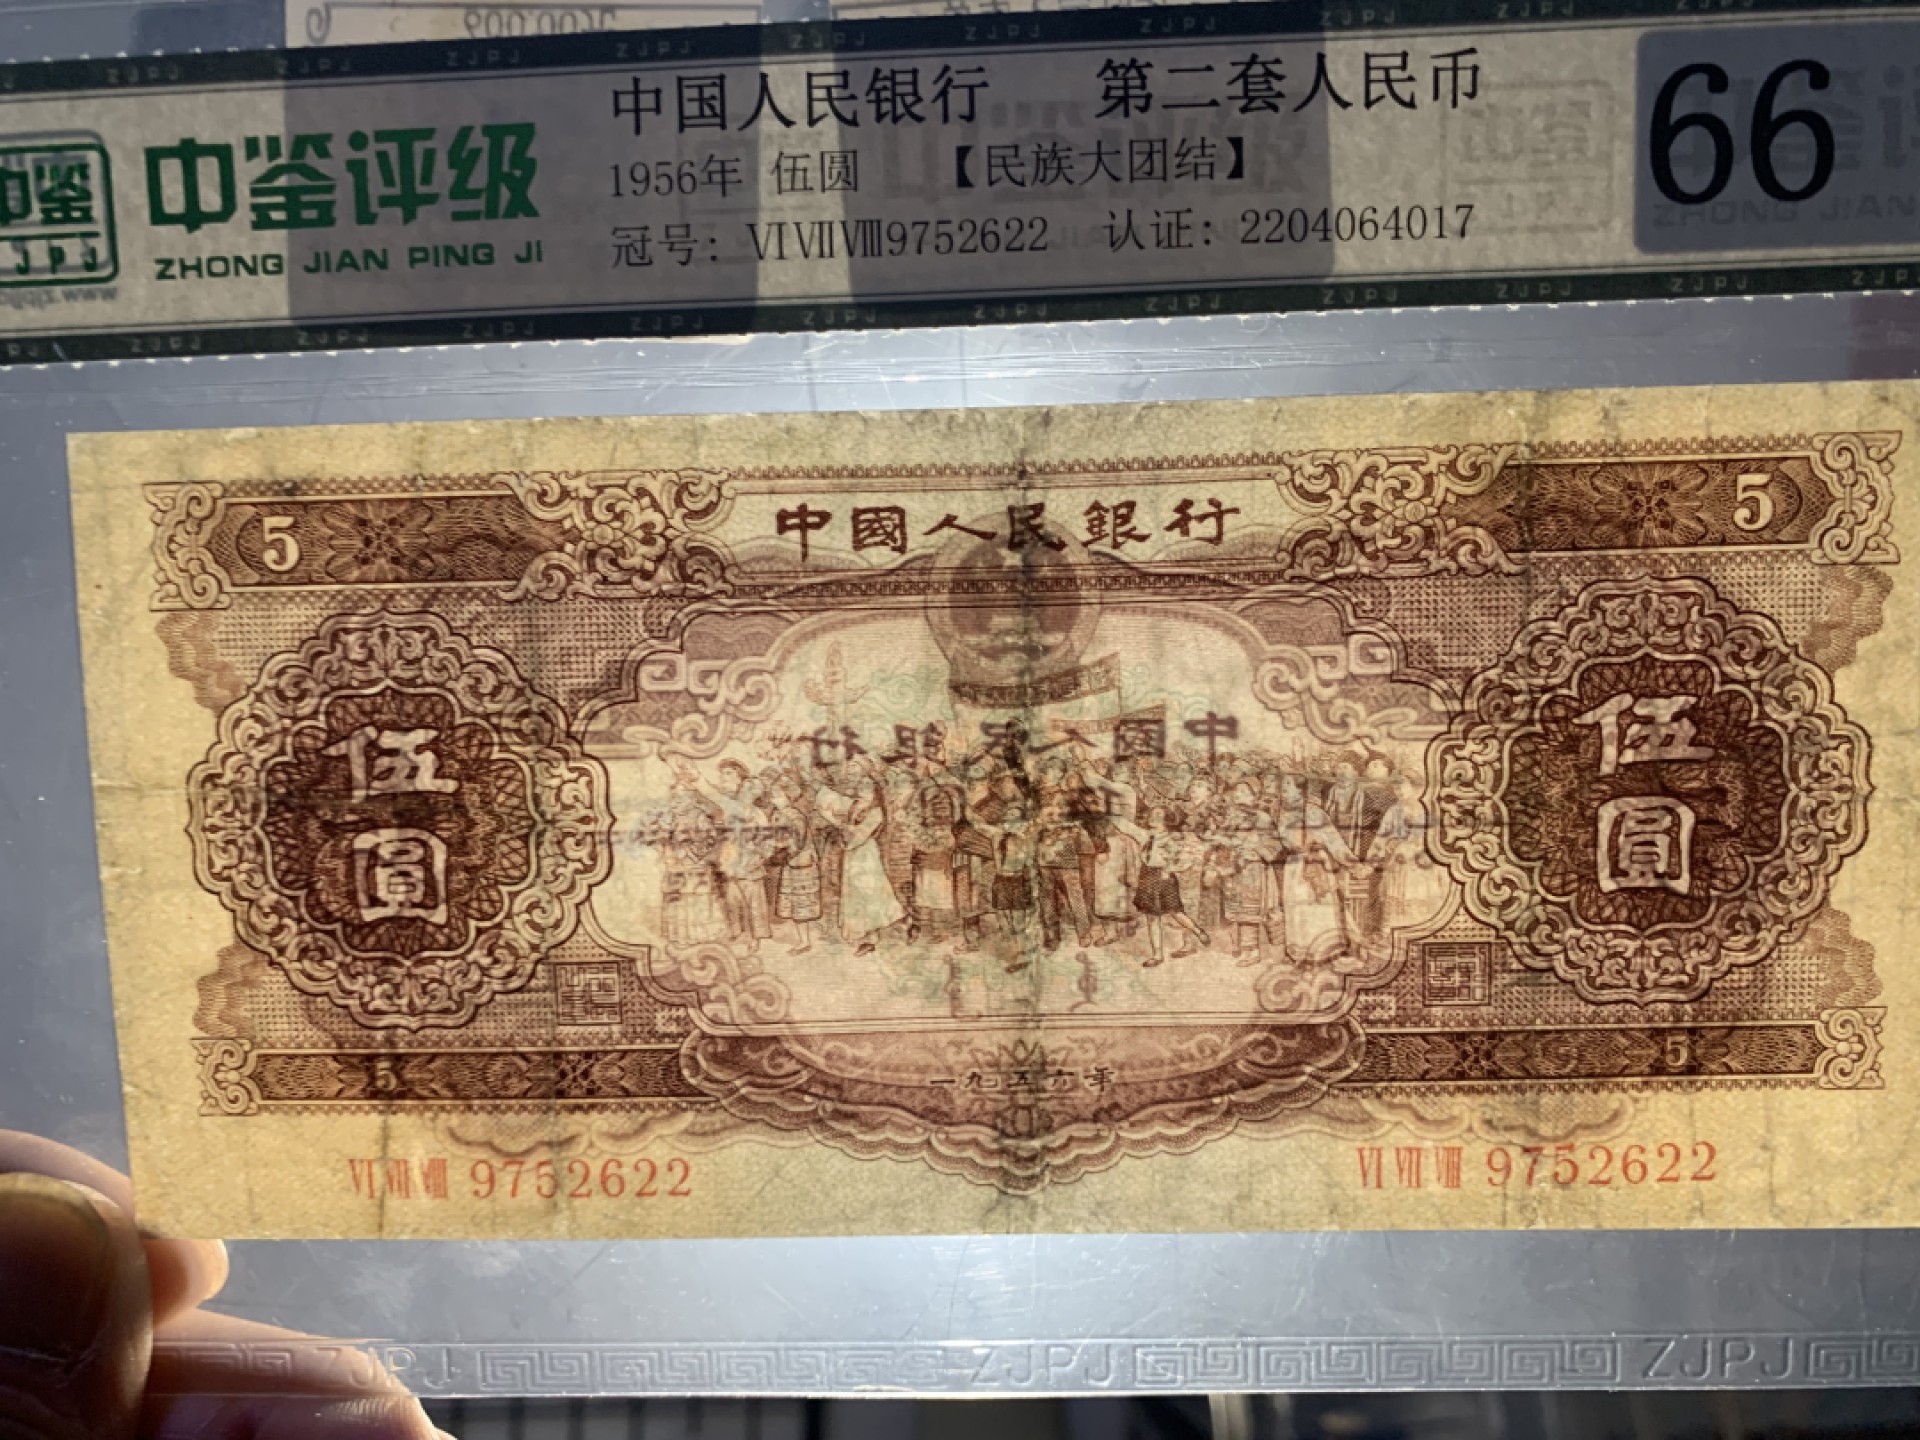 中国人民银行 第二套人民币
66
中鉴评级
1956年 伍圆 【民族大团结】
ZHONG JIAN PING JI
冠号: ⅥⅦⅧ9752622 认证: 2204064017
ZJPJ
5 中國人民銀行 5
伍圓 伍圓
5 一九五六年 5
ⅥⅦⅧ 9752622 ⅥⅦⅧ 9752622
ZJPJ ZJPJ ZJPJ